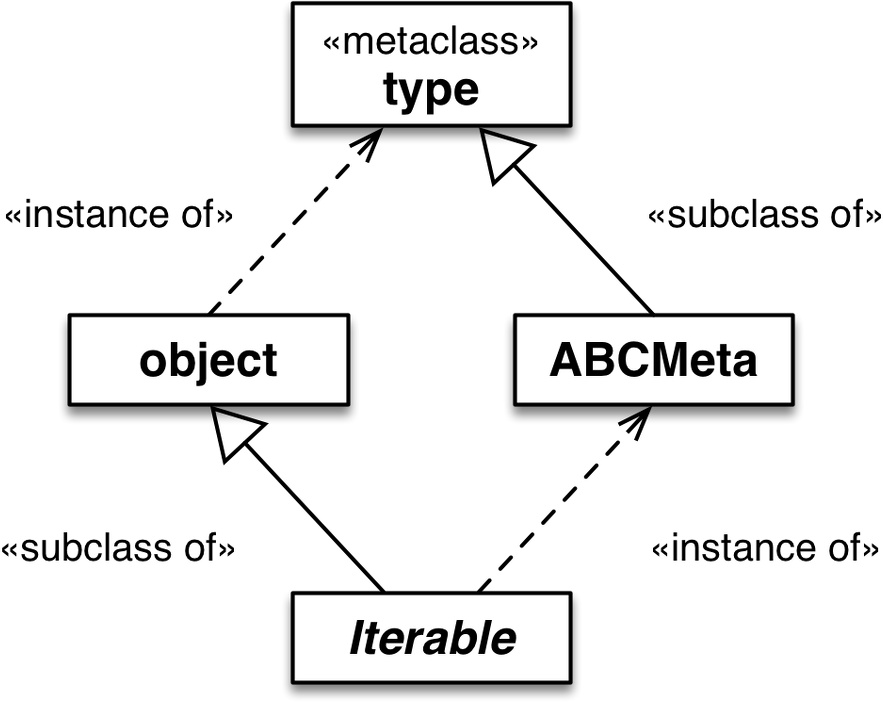 «metaclass»
type
«instance of»
«subclass of»
object
ABCMeta
«subclass of»
«instance of»
Iterable